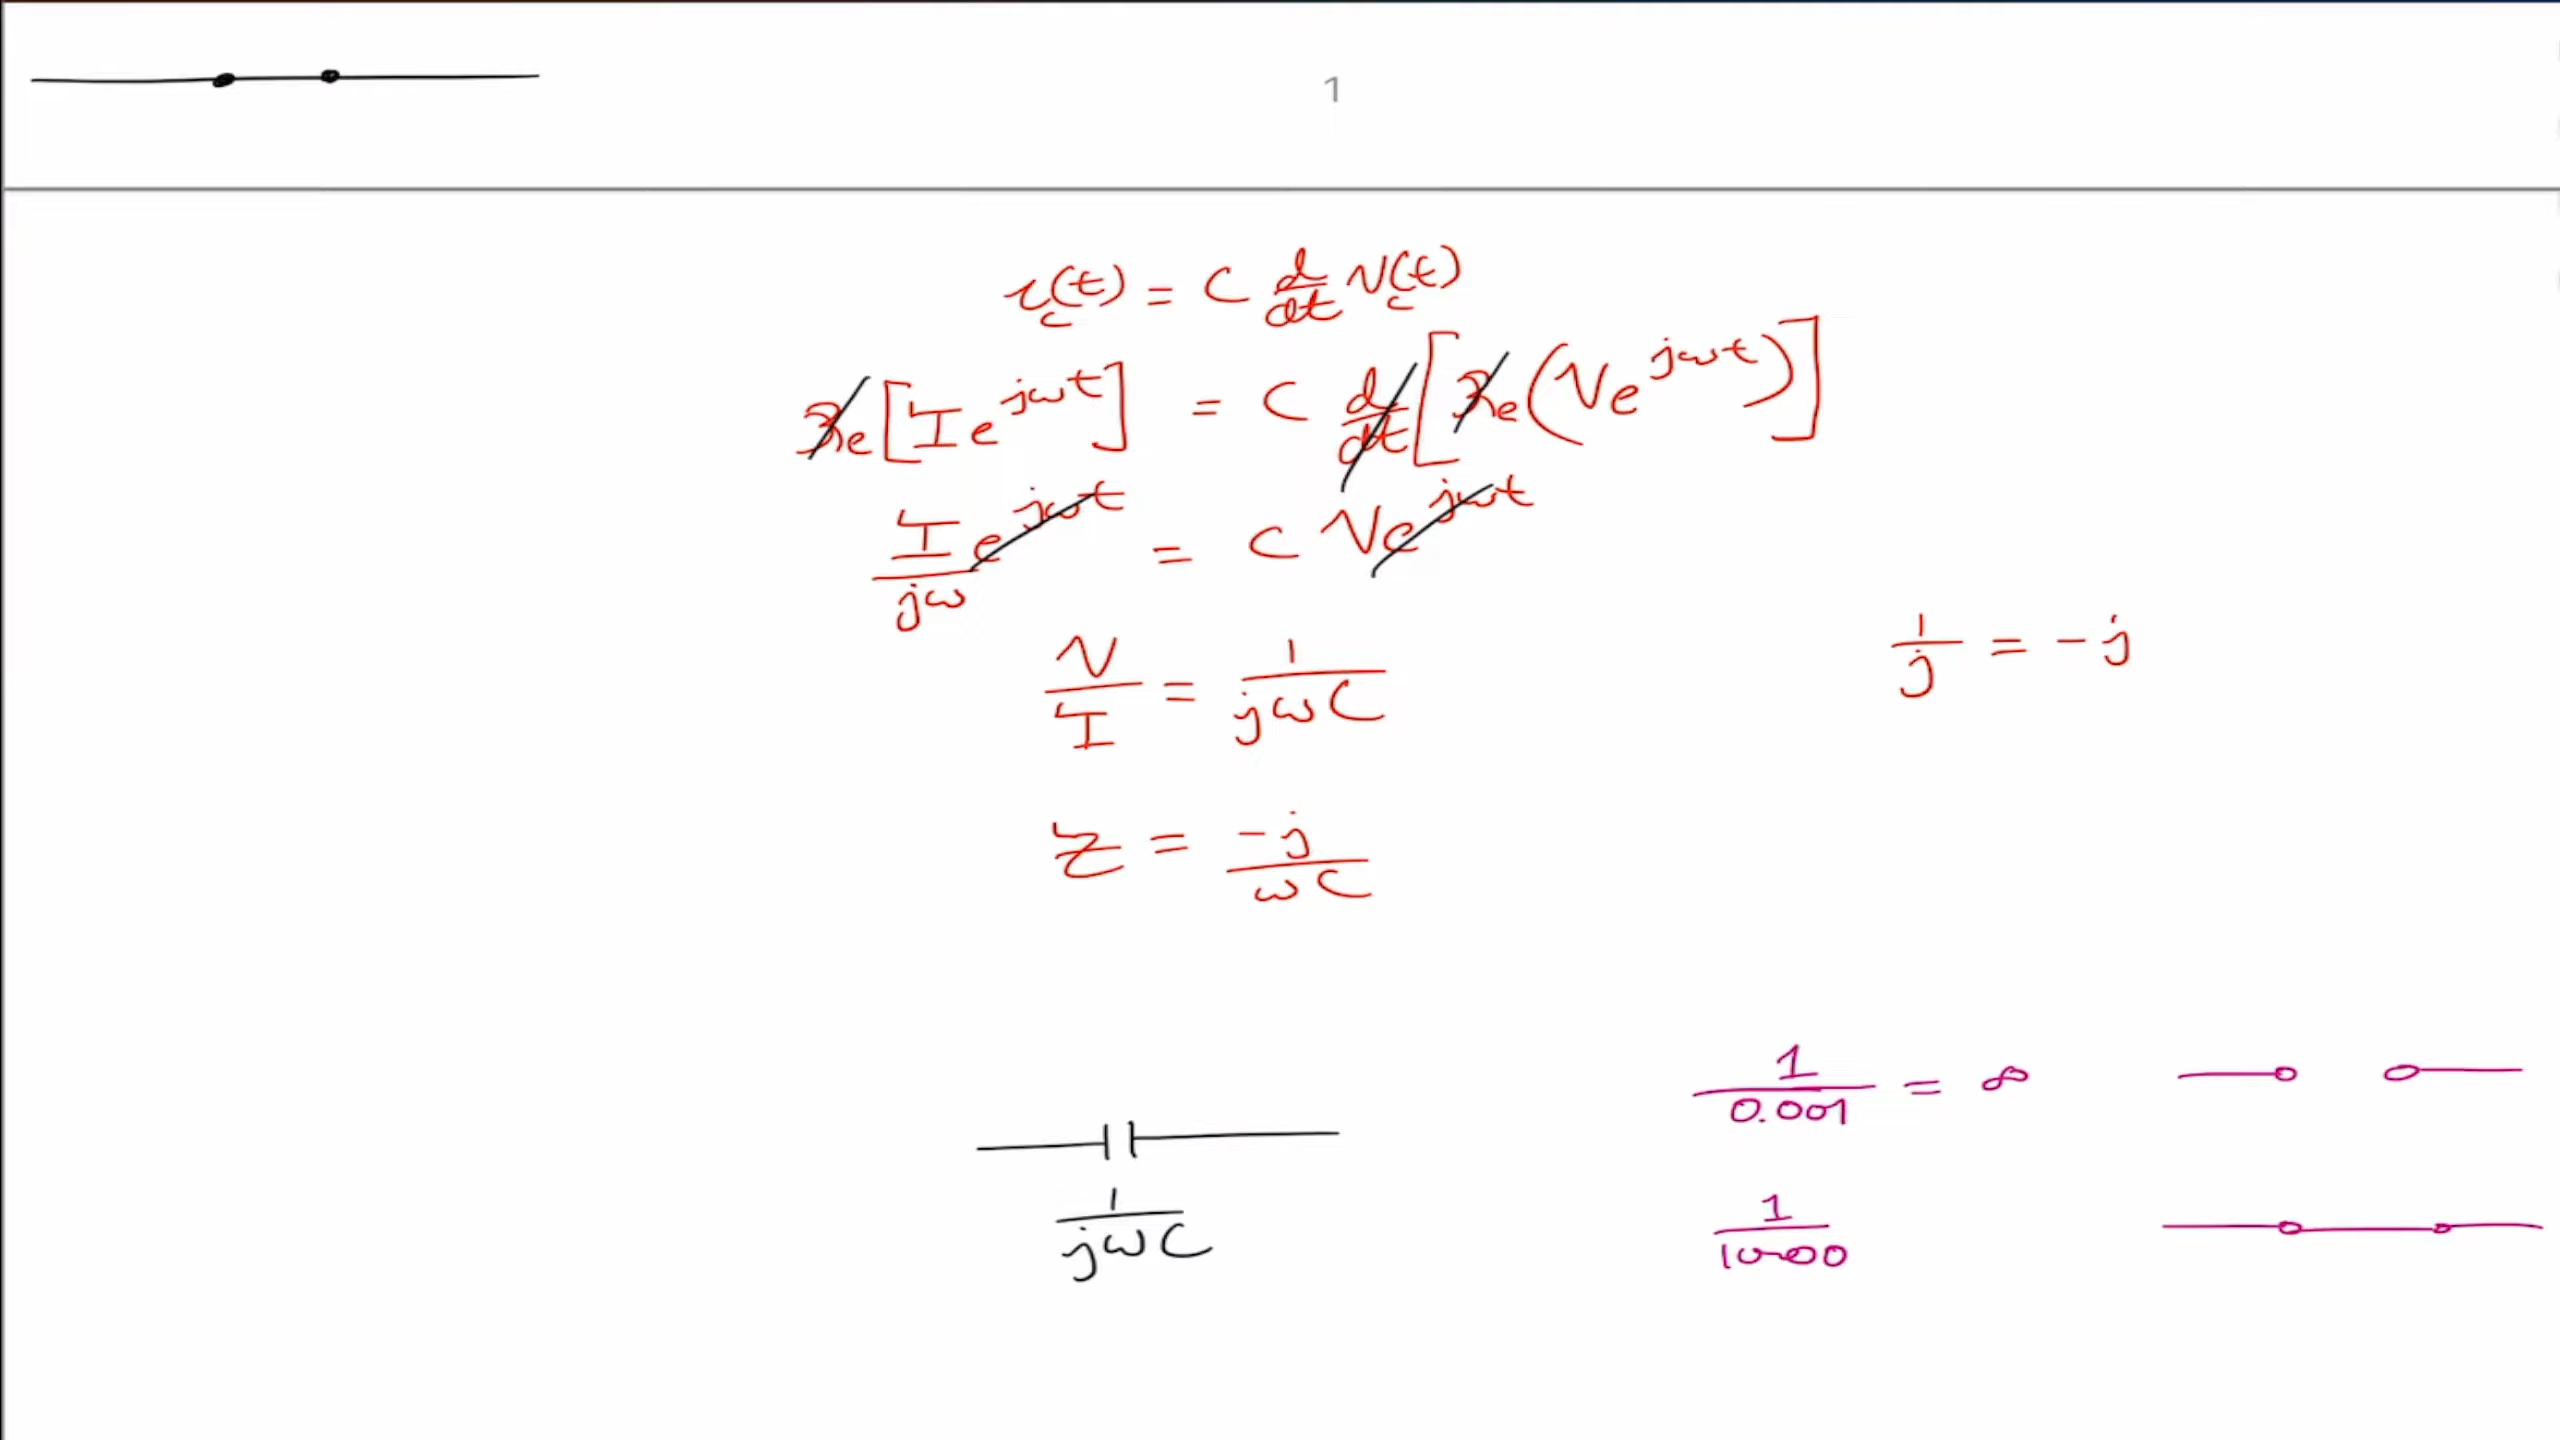 1
i_c(t) = C d/dt V_c(t)
Re[I e^{jωt}] = C d/dt [Re(V e^{jωt})]
I/jω e^{jωt} = C V e^{jωt}
V/I = 1/jωC
1/j = -j
Z = -j/ωC
1/0.001 = ∞
1/jωC
1/10000